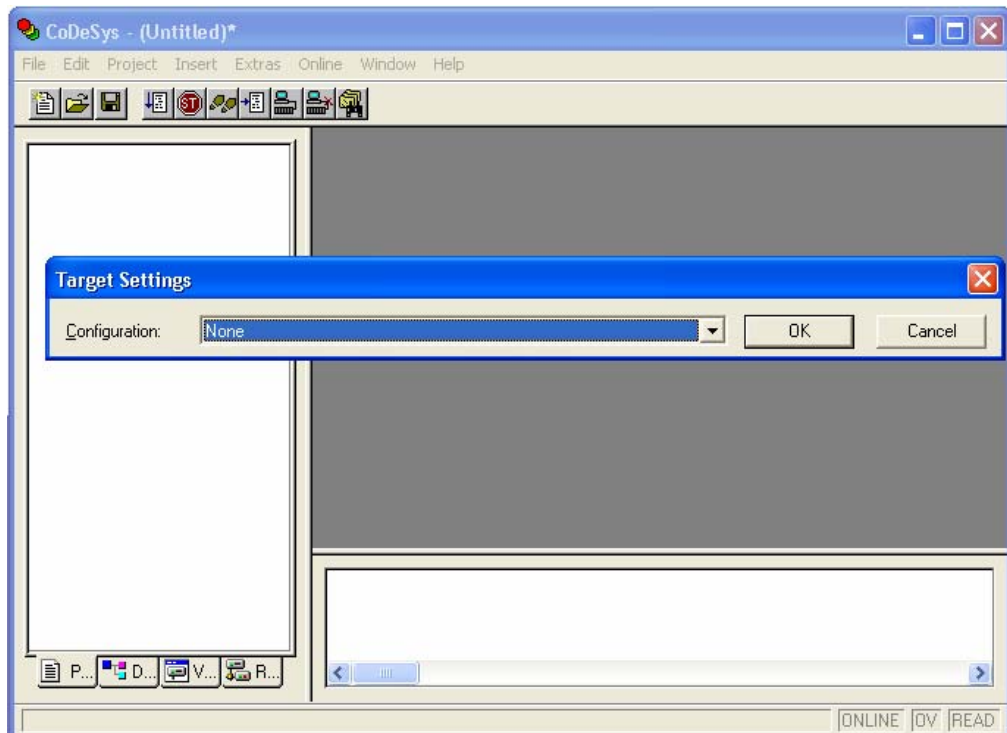 CoDeSys - (Untitled)*
File Edit Project Insert Extras Online Window Help
ST
Target Settings
Configuration: None OK Cancel
P... D... V... R...
ONLINE OV READ